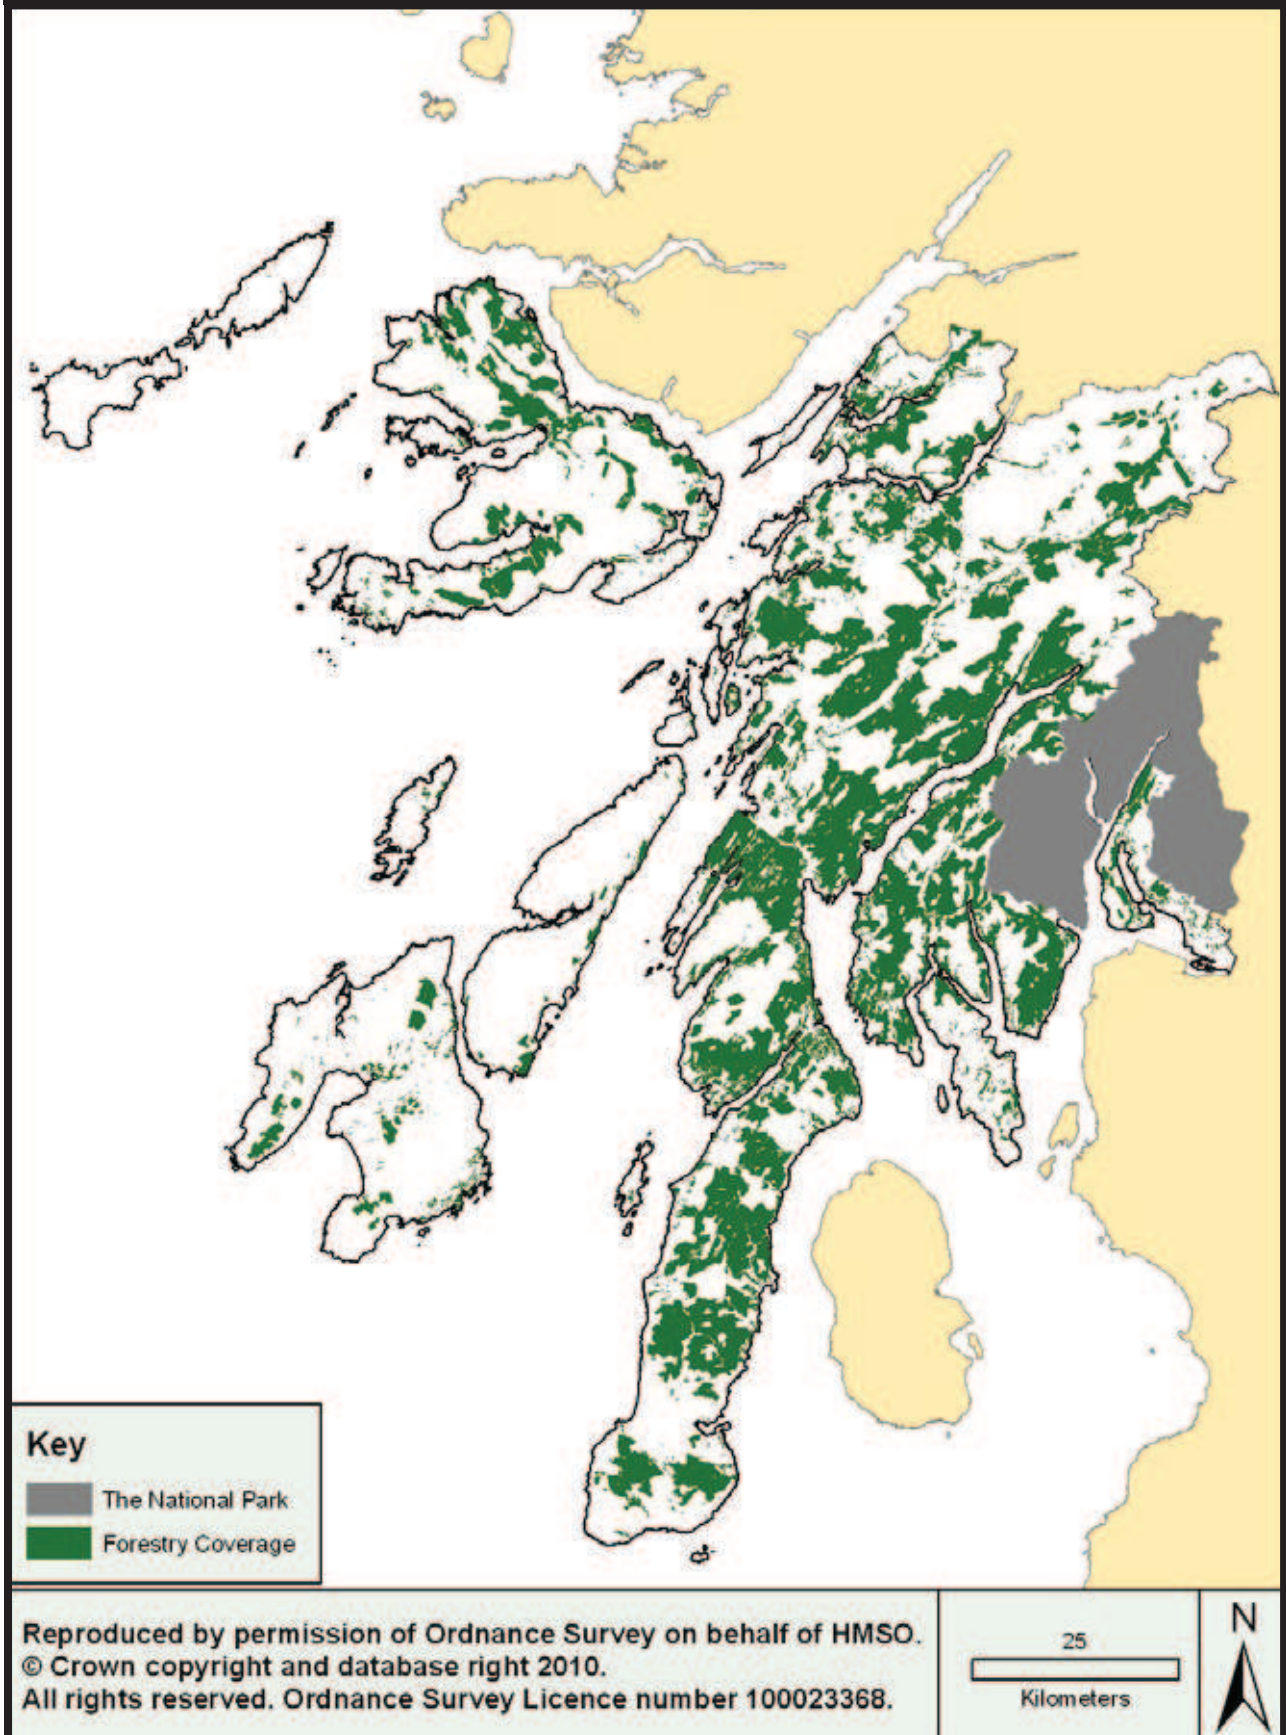 Key
The National Park
Forestry Coverage
Reproduced by permission of Ordnance Survey on behalf of HMSO.
© Crown copyright and database right 2010.
All rights reserved. Ordnance Survey Licence number 100023368.
25
Kilometers
N